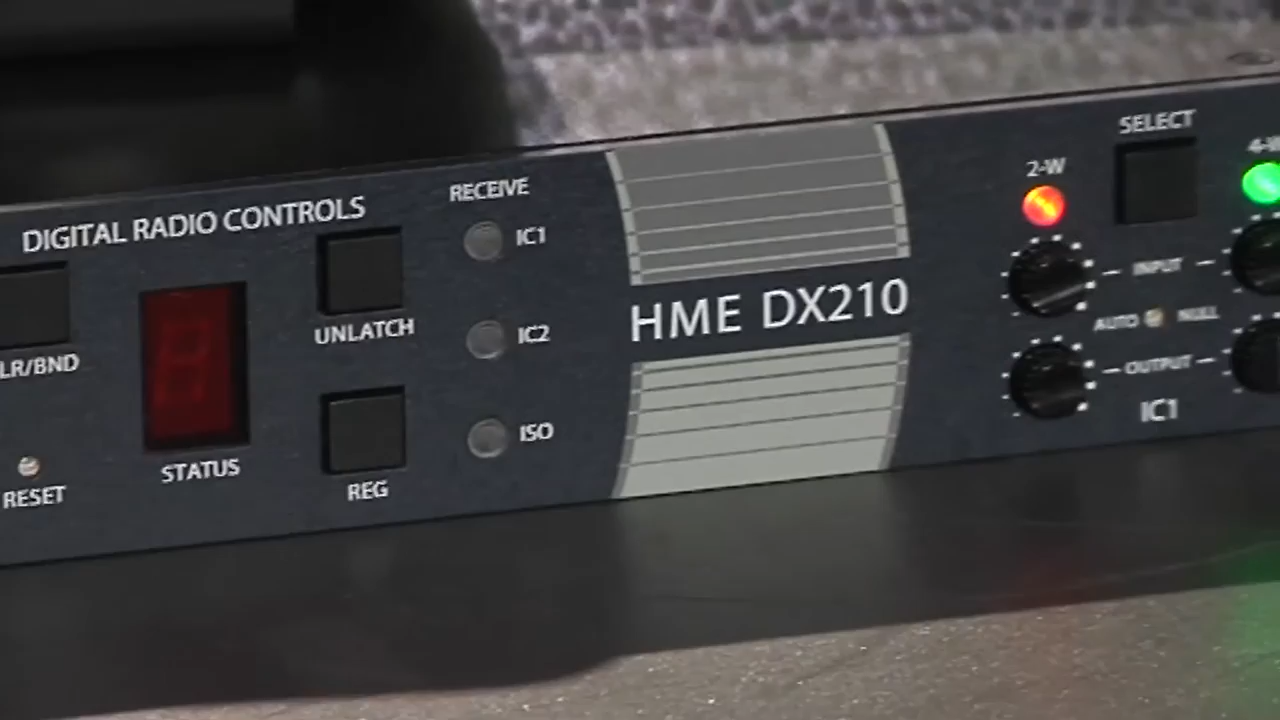 DIGITAL RADIO CONTROLS
LR/BND
RESET
STATUS
UNLATCH
REG
RECEIVE
IC1
IC2
ISO
HME DX210
2-W
SELECT
4-W
INPUT
AUTO NULL
OUTPUT
IC1